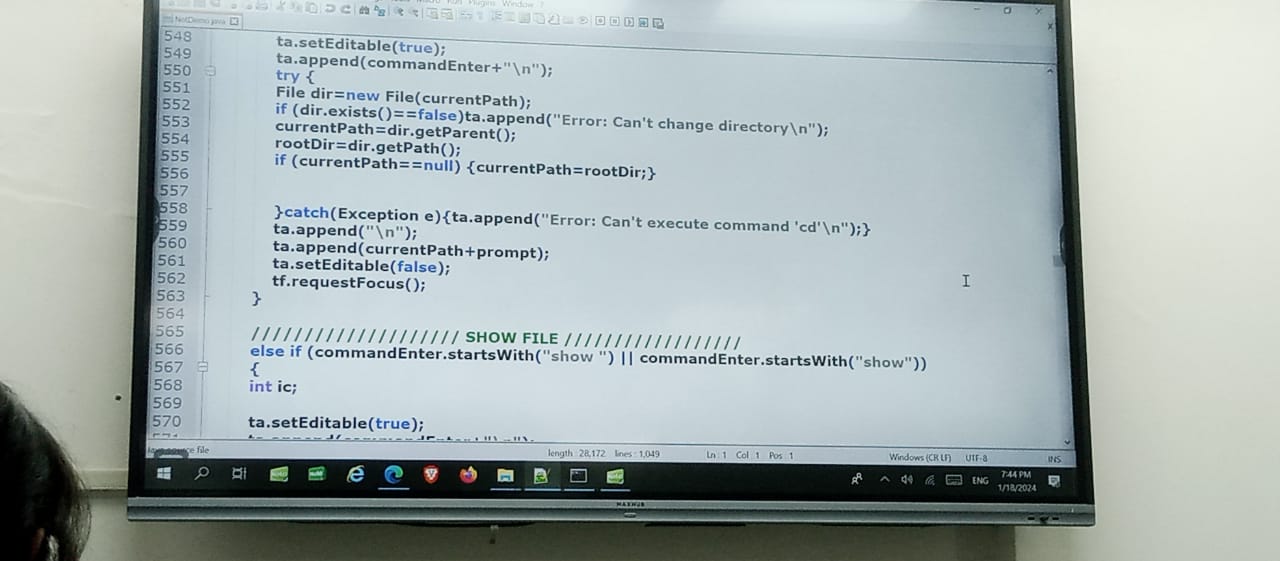 Run Plugins Window ?
NotDemo.java
548 ta.setEditable(true);
549 ta.append(commandEnter+"\n");
550 try {
551 File dir=new File(currentPath);
552 if (dir.exists()==false)ta.append("Error: Can't change directory\n");
553 currentPath=dir.getParent();
554 rootDir=dir.getPath();
555 if (currentPath==null) {currentPath=rootDir;}
556
557
558 }catch(Exception e){ta.append("Error: Can't execute command 'cd'\n");}
559 ta.append("\n");
560 ta.append(currentPath+prompt);
561 ta.setEditable(false);
562 tf.requestFocus();
563 }
564
565 //////////////////// SHOW FILE /////////////////
566 else if (commandEnter.startsWith("show ") || commandEnter.startsWith("show"))
567 {
568 int ic;
569
570 ta.setEditable(true);
file length : 28,172 lines : 1,049 Ln : 1 Col : 1 Pos : 1 Windows (CR LF) UTF-8 INS
ENG 7:44 PM
1/18/2024
MAXHUB